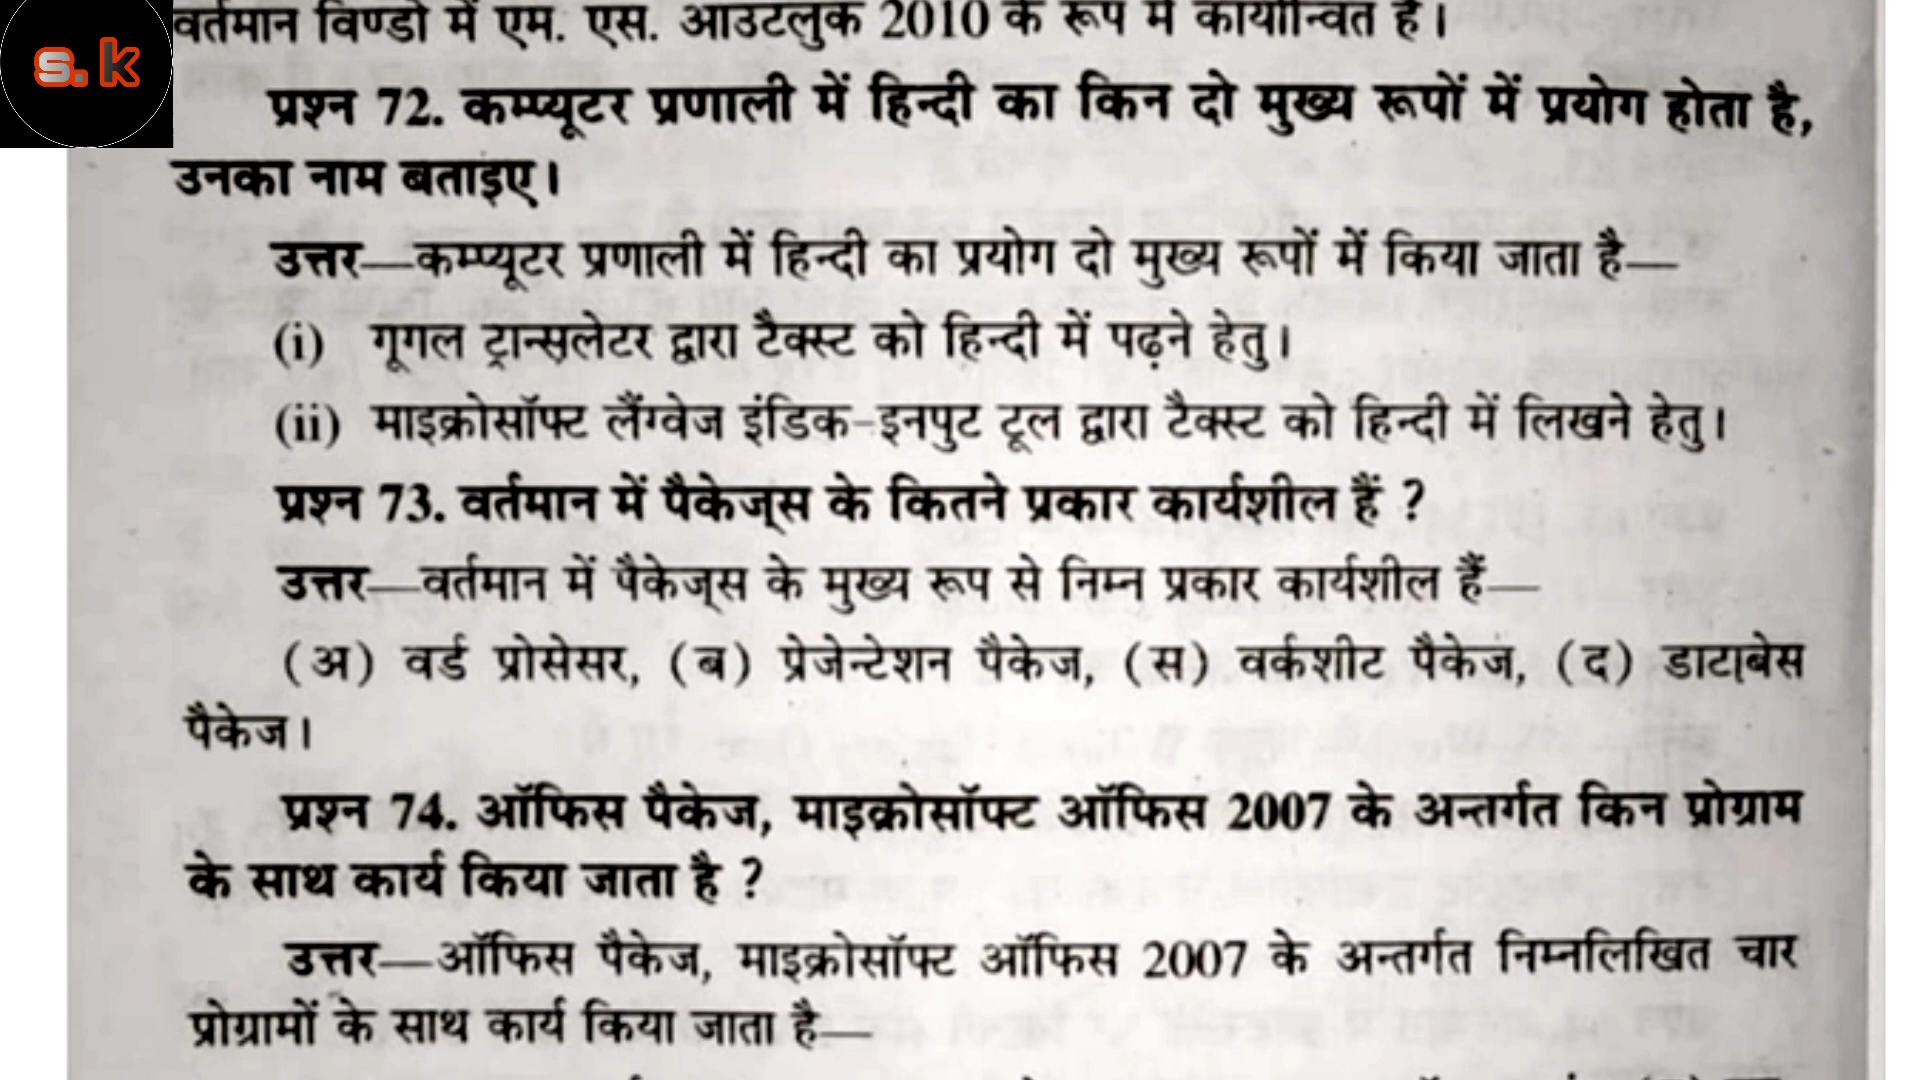 वर्तमान विण्डो में एम. एस. आउटलुक 2010 के रूप में कार्यान्वित है।
s. k
प्रश्न 72. कम्प्यूटर प्रणाली में हिन्दी का किन दो मुख्य रूपों में प्रयोग होता है,
उनका नाम बताइए।
उत्तर—कम्प्यूटर प्रणाली में हिन्दी का प्रयोग दो मुख्य रूपों में किया जाता है—
(i) गूगल ट्रान्सलेटर द्वारा टैक्स्ट को हिन्दी में पढ़ने हेतु।
(ii) माइक्रोसॉफ्ट लैंग्वेज इंडिक-इनपुट टूल द्वारा टैक्स्ट को हिन्दी में लिखने हेतु।
प्रश्न 73. वर्तमान में पैकेज्स के कितने प्रकार कार्यशील हैं ?
उत्तर—वर्तमान में पैकेज्स के मुख्य रूप से निम्न प्रकार कार्यशील हैं—
(अ) वर्ड प्रोसेसर, (ब) प्रेजेन्टेशन पैकेज, (स) वर्कशीट पैकेज, (द) डाटाबेस
पैकेज।
प्रश्न 74. ऑफिस पैकेज, माइक्रोसॉफ्ट ऑफिस 2007 के अन्तर्गत किन प्रोग्राम
के साथ कार्य किया जाता है ?
उत्तर—ऑफिस पैकेज, माइक्रोसॉफ्ट ऑफिस 2007 के अन्तर्गत निम्नलिखित चार
प्रोग्रामों के साथ कार्य किया जाता है—